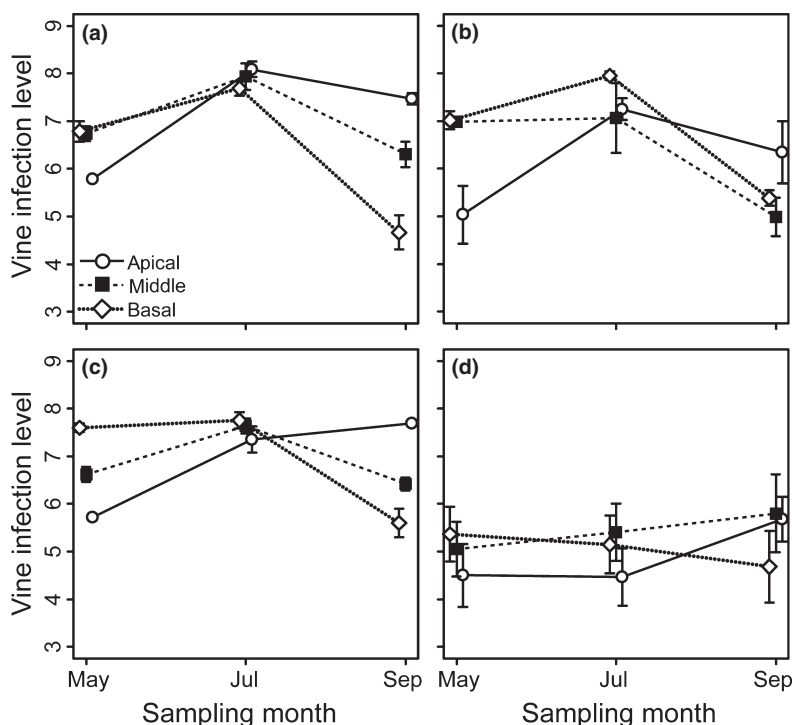 (a)
(b)
9
8
7
6
5
4
3
Vine infection level
Apical
Middle
Basal
(c)
(d)
9
8
7
6
5
4
3
Vine infection level
May
Jul
Sep
May
Jul
Sep
Sampling month
Sampling month